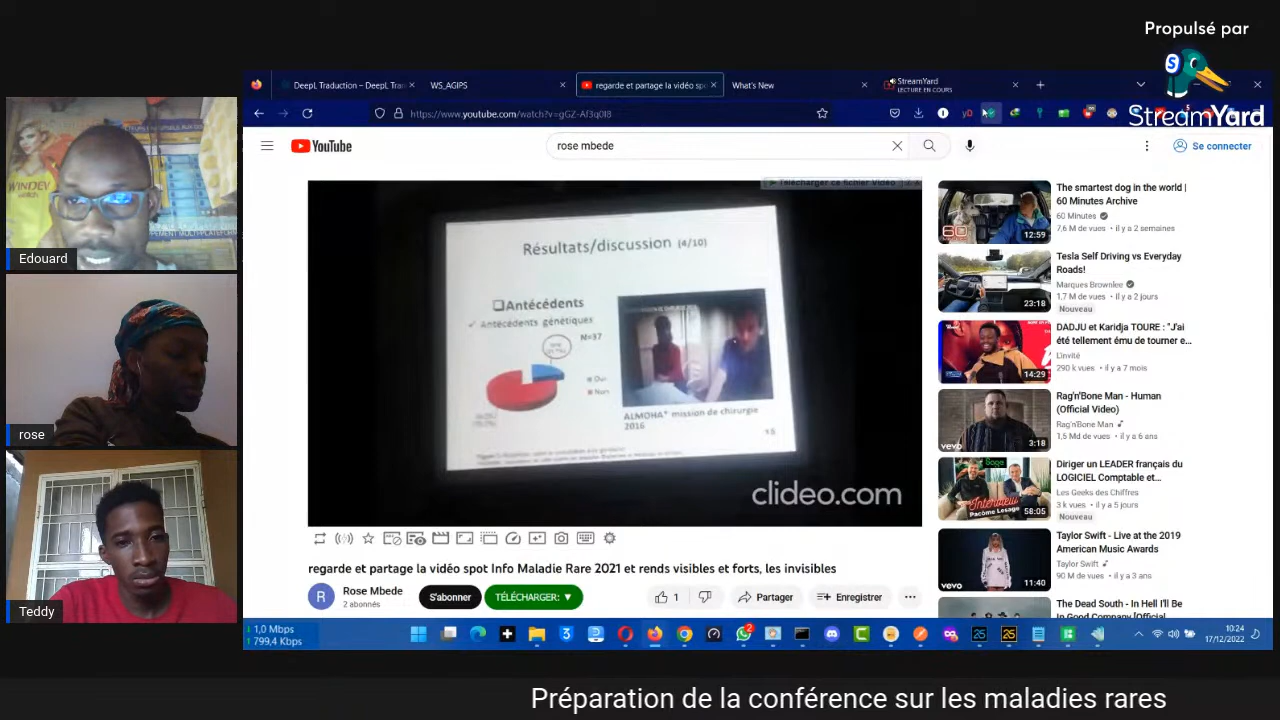 Propulsé par
StreamYard
DeepL Traduction – DeepL Tra
WS_AGIPS
regarde et partage la vidéo sp
What's New
StreamYard
LECTURE EN COURS
https://www.youtube.com/watch?v=gGZ-Af3q0I8
YouTube
rose mbede
Se connecter
Télécharger ce fichier Vidéo
Résultats/discussion (4/10)
Antécédents
Antécédents génétiques
N=37
Oui
Non
ALMOHA* mission de chirurgie
2016
clideo.com
regarde et partage la vidéo spot Info Maladie Rare 2021 et rends visibles et forts, les invisibles
R
Rose Mbede
2 abonnés
S'abonner
TÉLÉCHARGER: ▼
1
Partager
Enregistrer
The smartest dog in the world |
60 Minutes Archive
60 Minutes
7,6 M de vues • il y a 2 semaines
12:59
Tesla Self Driving vs Everyday
Roads!
Marques Brownlee
1,7 M de vues • il y a 2 jours
Nouveau
23:18
DADJU et Karidja TOURE : "J'ai
été tellement ému de tourner e...
L'invité
290 k vues • il y a 7 mois
14:29
Rag'n'Bone Man - Human
(Official Video)
Rag'n'Bone Man
1,5 Md de vues • il y a 6 ans
vevo
3:18
Diriger un LEADER français du
LOGICIEL Comptable et...
Les Geeks des Chiffres
3 k vues • il y a 5 jours
Nouveau
Sage
Interview
Pacôme Lesage
58:05
Taylor Swift - Live at the 2019
American Music Awards
Taylor Swift
90 M de vues • il y a 3 ans
vevo
11:40
The Dead South - In Hell I'll Be
In Good Company [Official
WINDEV
Edouard
rose
Teddy
1,0 Mbps
799,4 Kbps
10:24
17/12/2022
Préparation de la conférence sur les maladies rares